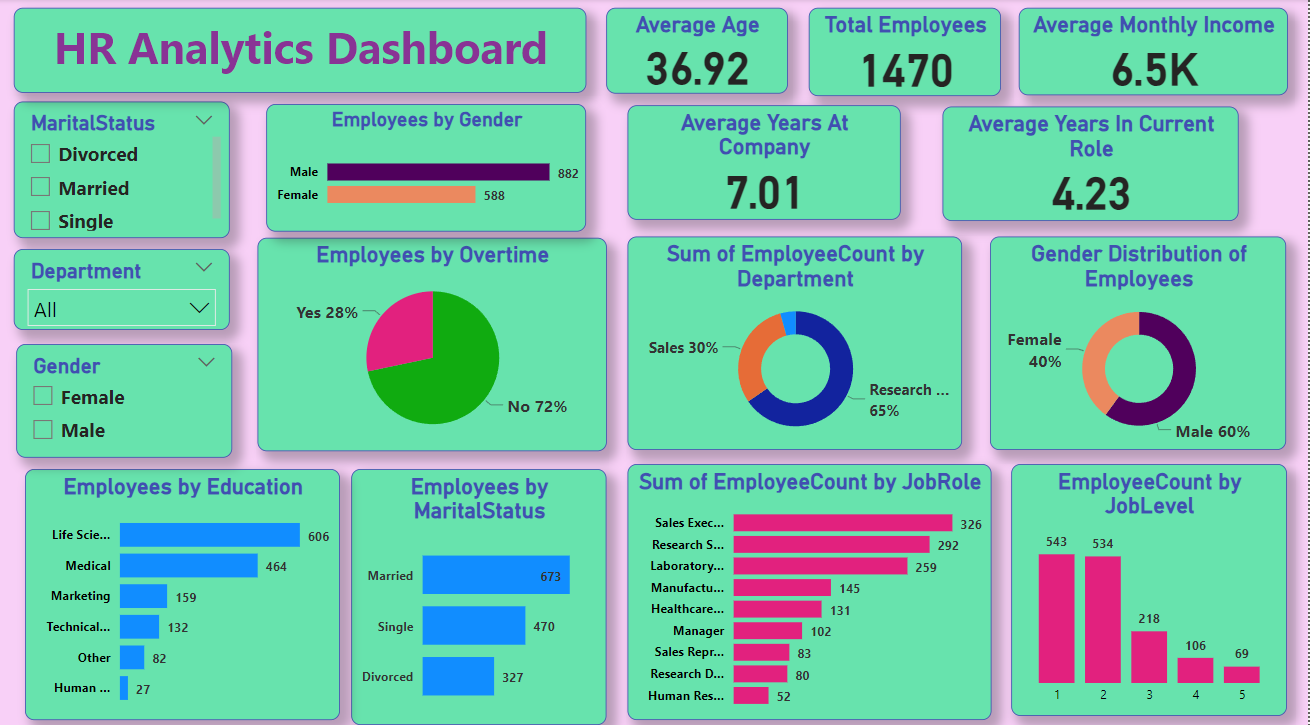 HR Analytics Dashboard
Average Age
36.92
Total Employees
1470
Average Monthly Income
6.5K
MaritalStatus
Divorced
Married
Single
Employees by Gender
Male 882
Female 588
Average Years At
Company
7.01
Average Years In Current
Role
4.23
Department
All
Gender
Female
Male
Employees by Overtime
Yes 28%
No 72%
Sum of EmployeeCount by
Department
Sales 30%
Research ...
65%
Gender Distribution of
Employees
Female
40%
Male 60%
Employees by Education
Life Scie... 606
Medical 464
Marketing 159
Technical... 132
Other 82
Human ... 27
Employees by
MaritalStatus
Married 673
Single 470
Divorced 327
Sum of EmployeeCount by JobRole
Sales Exec... 326
Research S... 292
Laboratory... 259
Manufactu... 145
Healthcare... 131
Manager 102
Sales Repr... 83
Research D... 80
Human Res... 52
EmployeeCount by
JobLevel
543 534 218 106 69
1 2 3 4 5